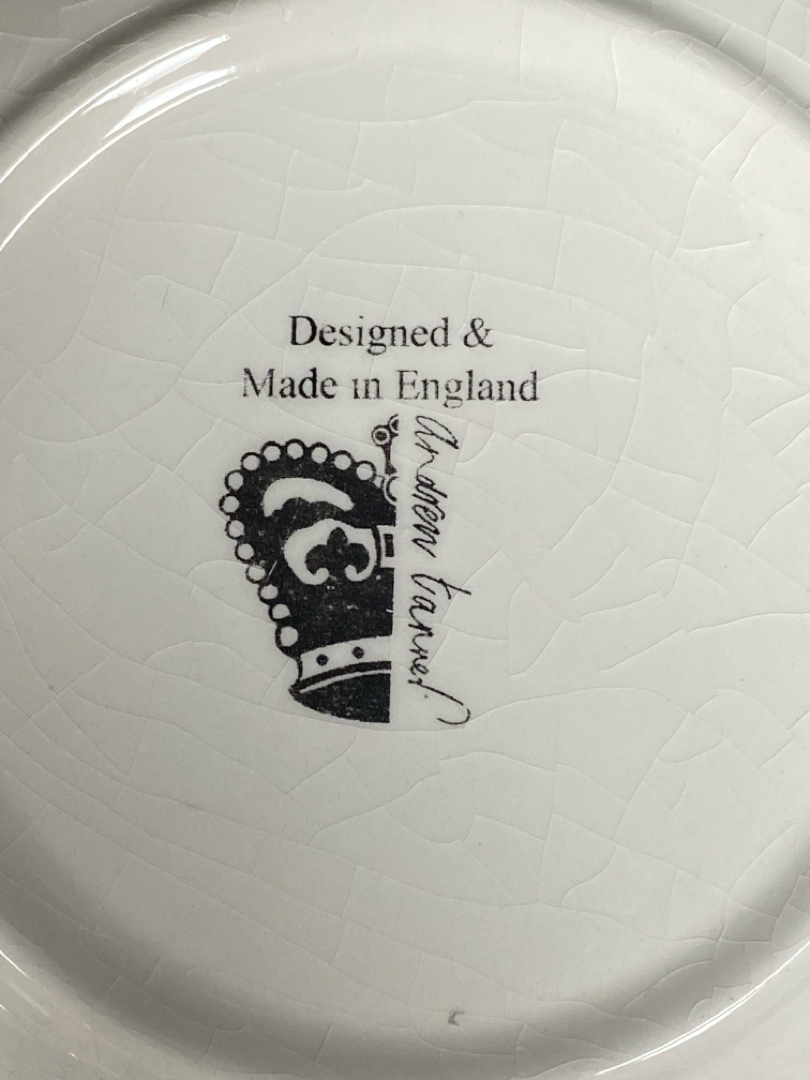 Designed &
Made in England
Andrew Tanner